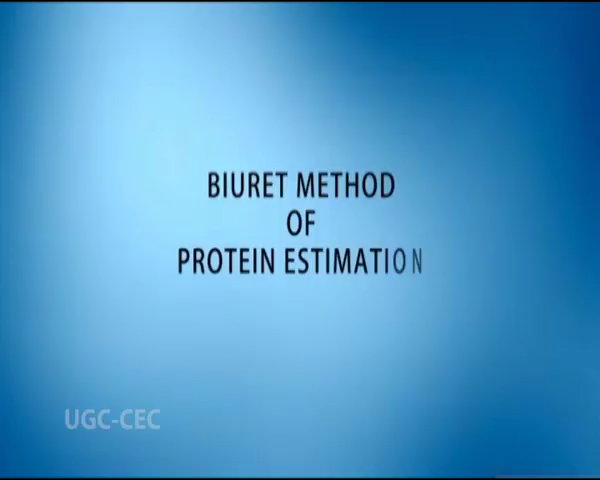 BIURET METHOD
OF
PROTEIN ESTIMATION
UGC-CEC